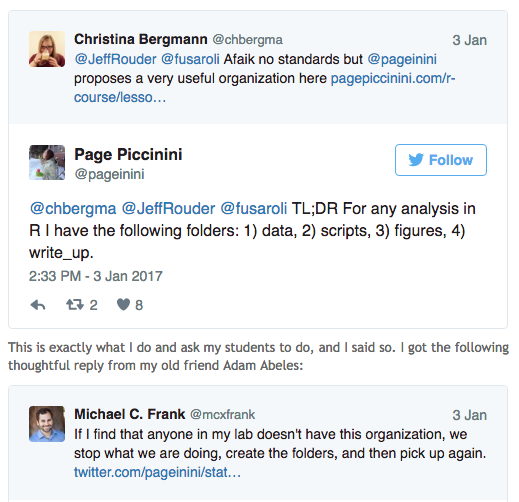 Christina Bergmann @chbergma 3 Jan
@JeffRouder @fusaroli Afaik no standards but @pageinini
proposes a very useful organization here pagepiccinini.com/r-
course/lesso…
Page Piccinini
Follow
@pageinini
@chbergma @JeffRouder @fusaroli TL;DR For any analysis in
R I have the following folders: 1) data, 2) scripts, 3) figures, 4)
write_up.
2:33 PM - 3 Jan 2017
2 8
This is exactly what I do and ask my students to do, and I said so. I got the following
thoughtful reply from my old friend Adam Abeles:
Michael C. Frank @mcxfrank 3 Jan
If I find that anyone in my lab doesn't have this organization, we
stop what we are doing, create the folders, and then pick up again.
twitter.com/pageinini/stat…